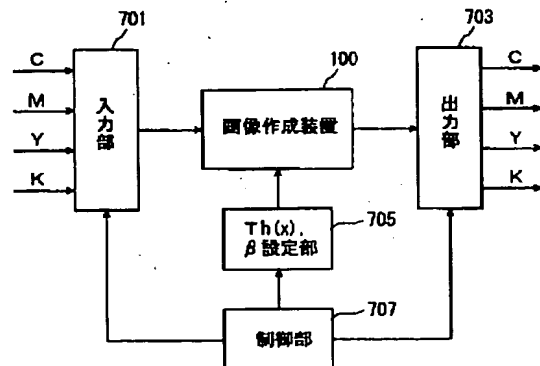 701
703
100
C
M
Y
K
入力部
画像作成装置
出力部
C
M
Y
K
Th(x),
β設定部
705
制御部
707